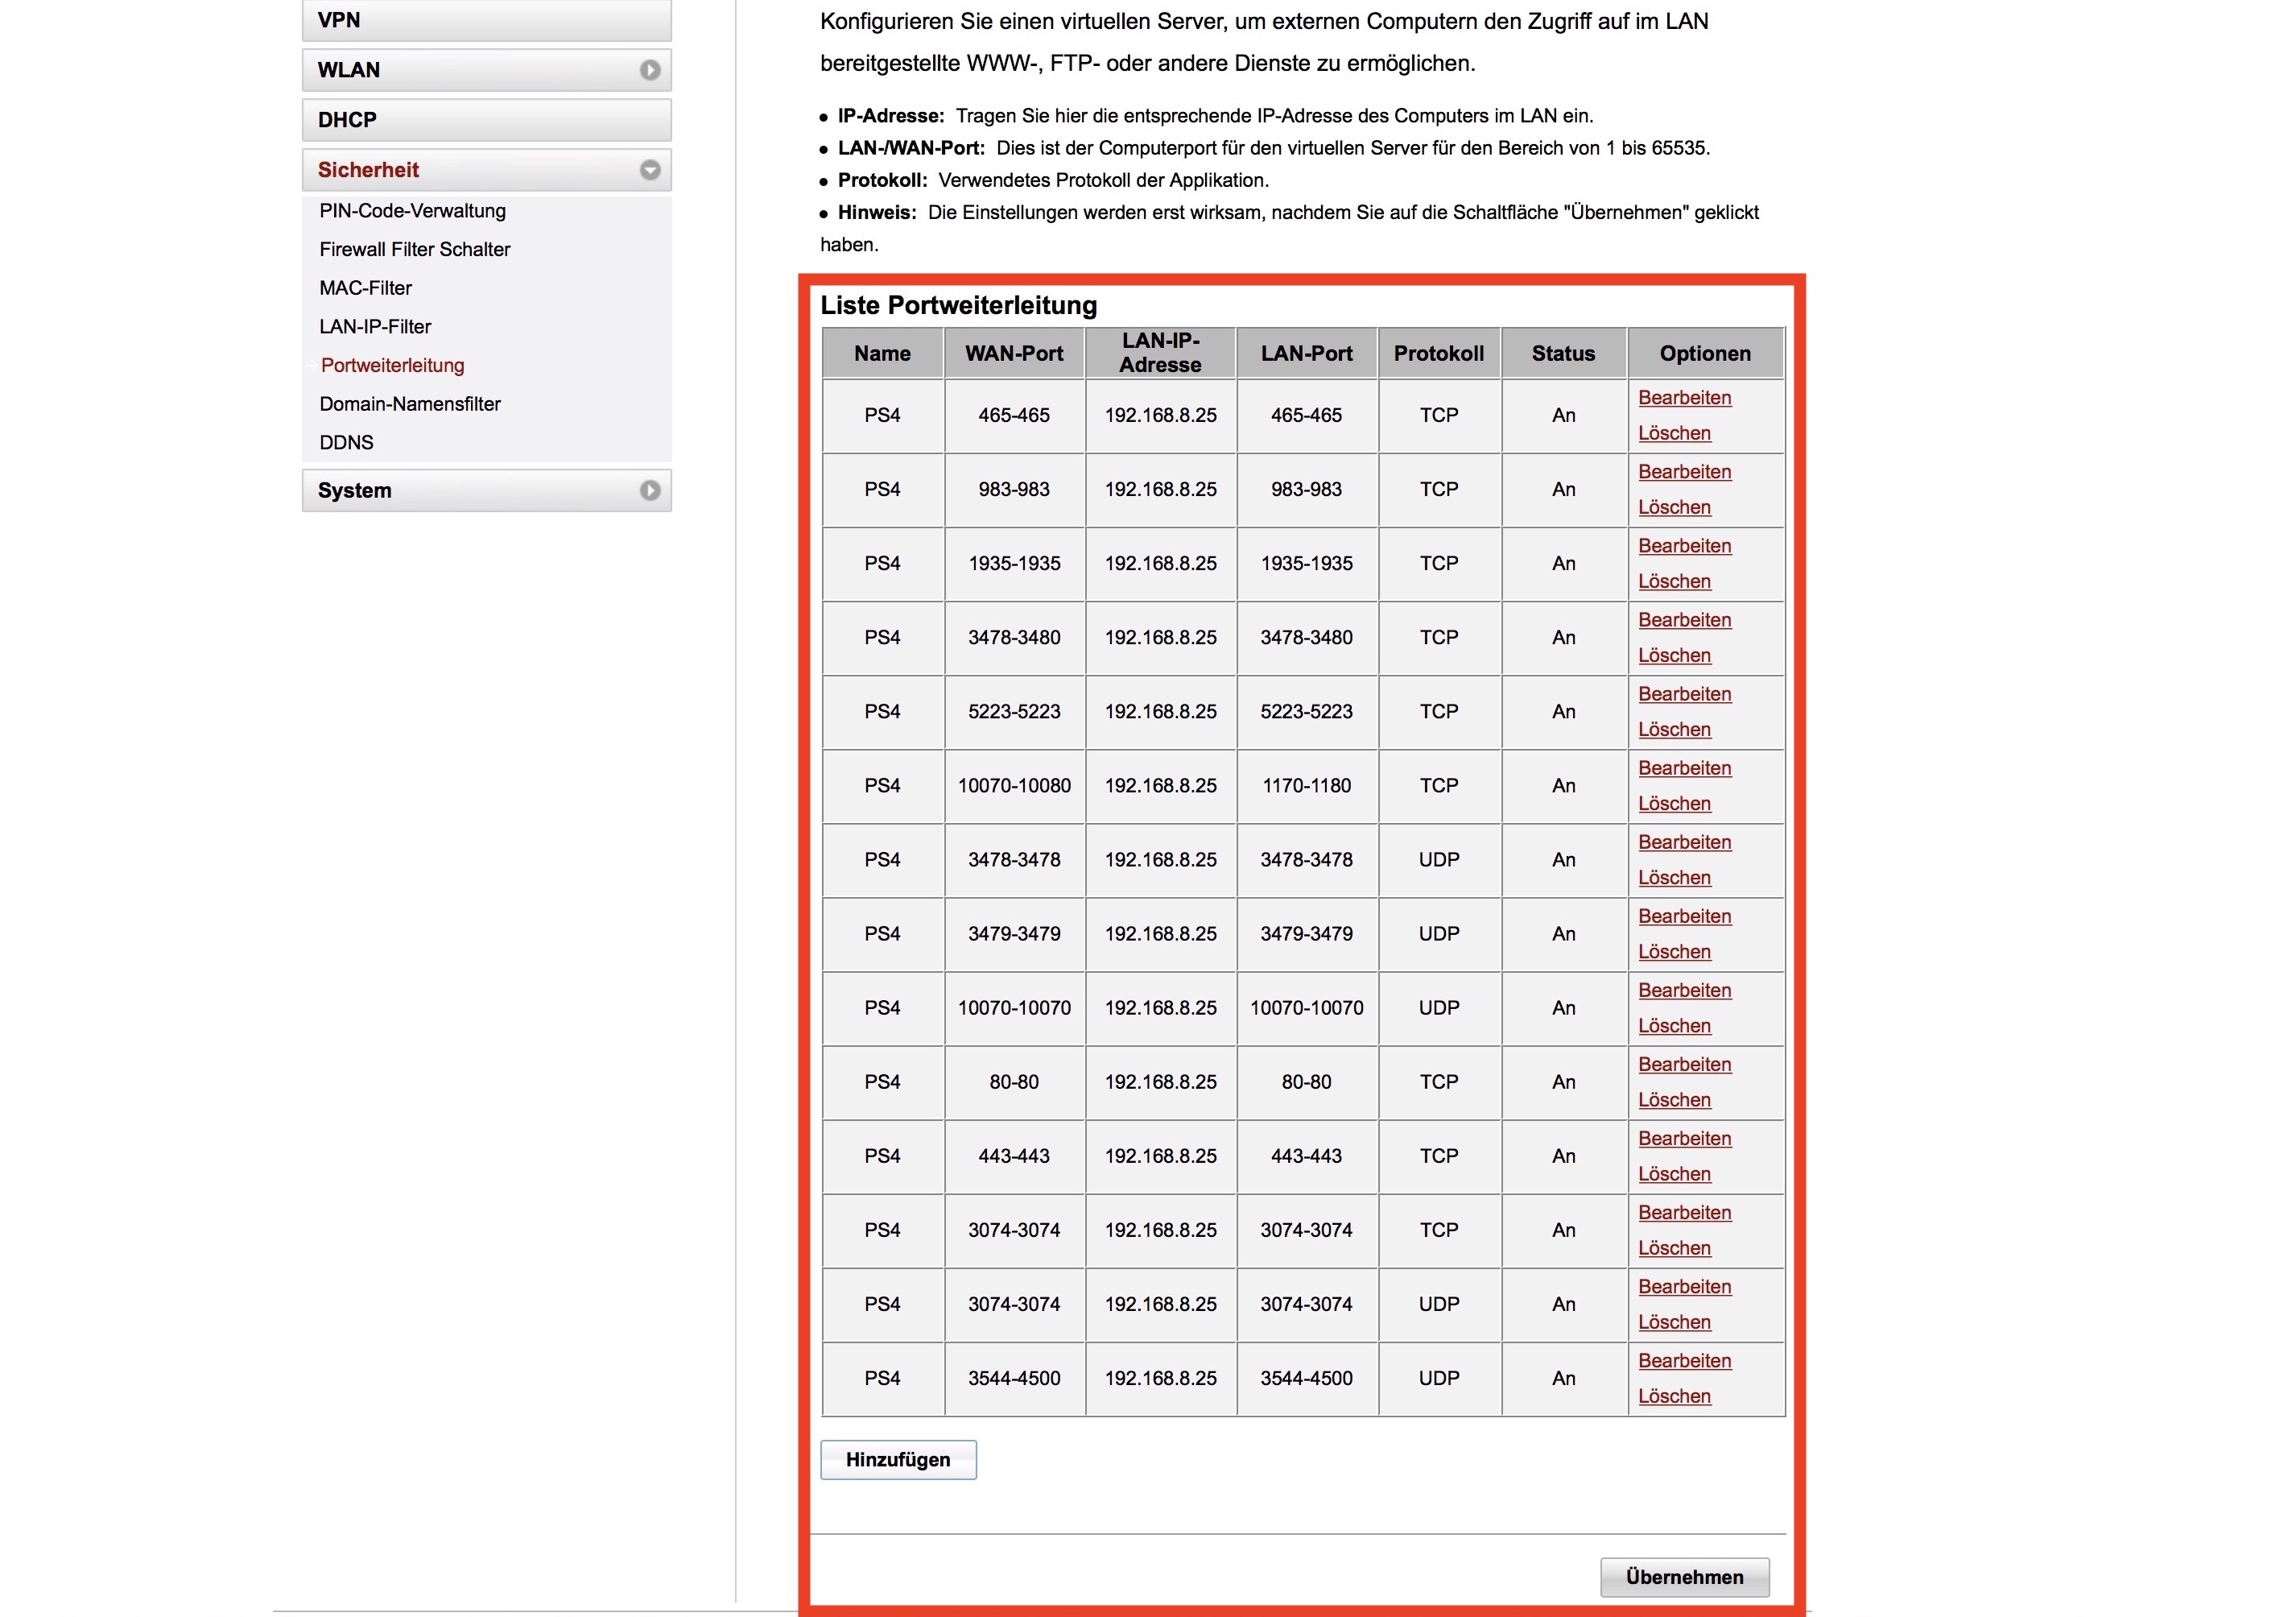 VPN
WLAN
DHCP
Sicherheit
PIN-Code-Verwaltung
Firewall Filter Schalter
MAC-Filter
LAN-IP-Filter
Portweiterleitung
Domain-Namensfilter
DDNS
System
Konfigurieren Sie einen virtuellen Server, um externen Computern den Zugriff auf im LAN
bereitgestellte WWW-, FTP- oder andere Dienste zu ermöglichen.
• IP-Adresse: Tragen Sie hier die entsprechende IP-Adresse des Computers im LAN ein.
• LAN-/WAN-Port: Dies ist der Computerport für den virtuellen Server für den Bereich von 1 bis 65535.
• Protokoll: Verwendetes Protokoll der Applikation.
• Hinweis: Die Einstellungen werden erst wirksam, nachdem Sie auf die Schaltfläche "Übernehmen" geklickt
haben.
Liste Portweiterleitung
Name WAN-Port LAN-IP-Adresse LAN-Port Protokoll Status Optionen
PS4 465-465 192.168.8.25 465-465 TCP An Bearbeiten Löschen
PS4 983-983 192.168.8.25 983-983 TCP An Bearbeiten Löschen
PS4 1935-1935 192.168.8.25 1935-1935 TCP An Bearbeiten Löschen
PS4 3478-3480 192.168.8.25 3478-3480 TCP An Bearbeiten Löschen
PS4 5223-5223 192.168.8.25 5223-5223 TCP An Bearbeiten Löschen
PS4 10070-10080 192.168.8.25 1170-1180 TCP An Bearbeiten Löschen
PS4 3478-3478 192.168.8.25 3478-3478 UDP An Bearbeiten Löschen
PS4 3479-3479 192.168.8.25 3479-3479 UDP An Bearbeiten Löschen
PS4 10070-10070 192.168.8.25 10070-10070 UDP An Bearbeiten Löschen
PS4 80-80 192.168.8.25 80-80 TCP An Bearbeiten Löschen
PS4 443-443 192.168.8.25 443-443 TCP An Bearbeiten Löschen
PS4 3074-3074 192.168.8.25 3074-3074 TCP An Bearbeiten Löschen
PS4 3074-3074 192.168.8.25 3074-3074 UDP An Bearbeiten Löschen
PS4 3544-4500 192.168.8.25 3544-4500 UDP An Bearbeiten Löschen
Hinzufügen
Übernehmen